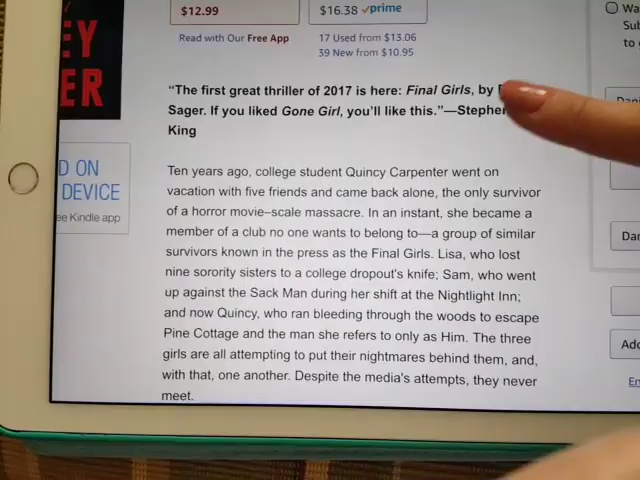 EY
ER
D ON
DEVICE
ee Kindle app
$12.99
Read with Our Free App
$16.38 ✓prime
17 Used from $13.06
39 New from $10.95
“The first great thriller of 2017 is here: Final Girls, by
Sager. If you liked Gone Girl, you’ll like this.”—Stephen
King
Ten years ago, college student Quincy Carpenter went on
vacation with five friends and came back alone, the only survivor
of a horror movie–scale massacre. In an instant, she became a
member of a club no one wants to belong to—a group of similar
survivors known in the press as the Final Girls. Lisa, who lost
nine sorority sisters to a college dropout's knife; Sam, who went
up against the Sack Man during her shift at the Nightlight Inn;
and now Quincy, who ran bleeding through the woods to escape
Pine Cottage and the man she refers to only as Him. The three
girls are all attempting to put their nightmares behind them, and,
with that, one another. Despite the media's attempts, they never
meet.
Wa
Sub
to
Dar
Add
En